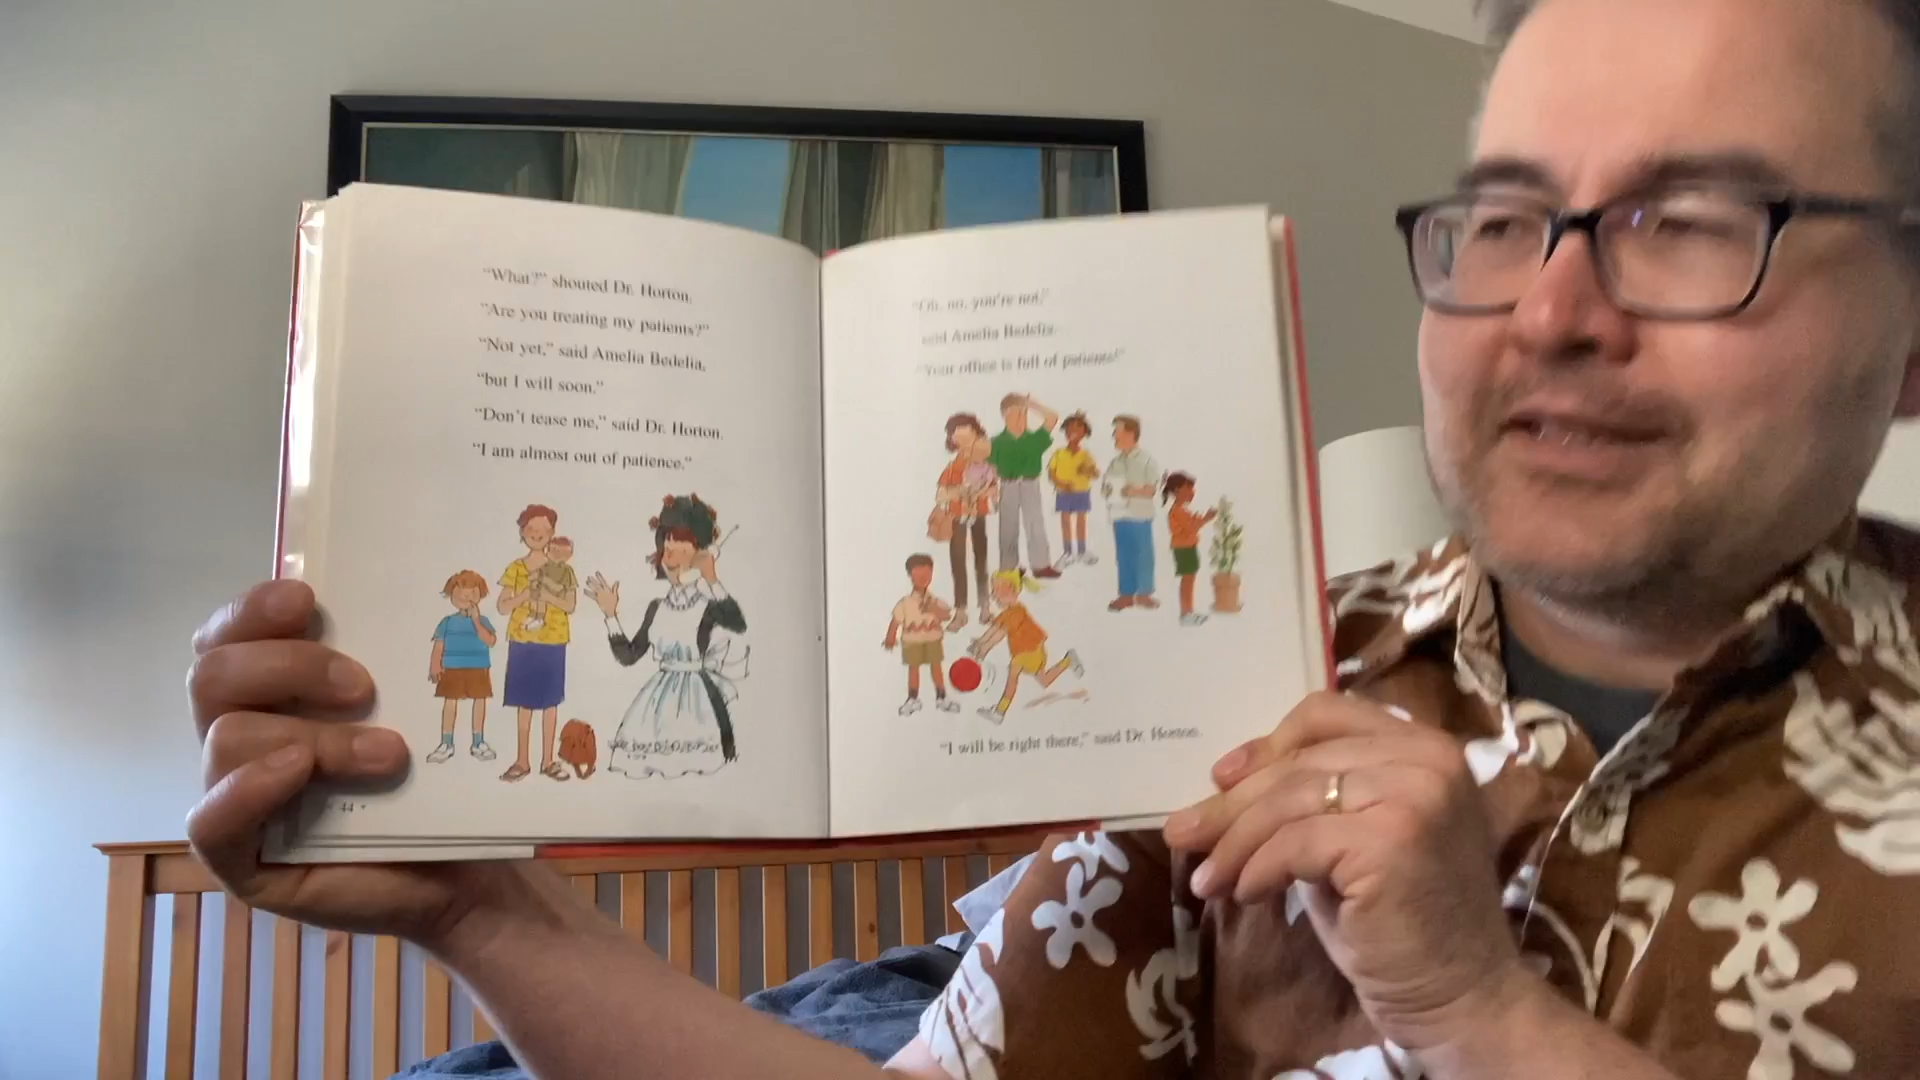 "What?" shouted Dr. Horton.
"Are you treating my patients?"
"Not yet," said Amelia Bedelia,
"but I will soon."
"Don't tease me," said Dr. Horton.
"I am almost out of patience."
44 •
"Oh, no, you're not,"
said Amelia Bedelia.
"Your office is full of patients!"
"I will be right there," said Dr. Horton.